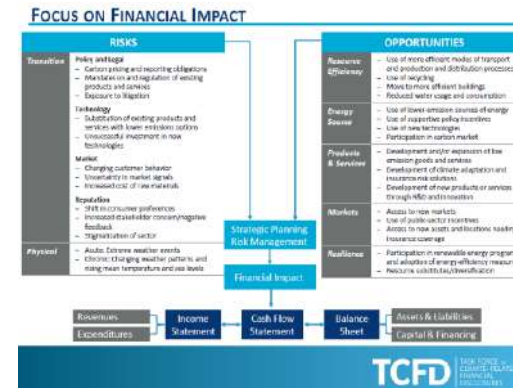 FOCUS ON FINANCIAL IMPACT
RISKS
Transition
Policy and Legal
– Carbon pricing and reporting obligations
– Mandates on and regulation of existing
products and services
– Exposure to litigation
Technology
– Substitution of existing products and
services with lower emissions options
– Unsuccessful investment in new
technologies
Market
– Changing customer behavior
– Uncertainty in market signals
– Increased cost of raw materials
Reputation
– Shift in consumer preferences
– Increased stakeholder concern/negative
feedback
– Stigmatization of sector
Physical
– Acute: Extreme weather events
– Chronic: Changing weather patterns and
rising mean temperature and sea levels
OPPORTUNITIES
Resource
Efficiency
– Use of more efficient modes of transport
and production and distribution processes
– Use of recycling
– Move to more efficient buildings
– Reduced water usage and consumption
Energy
Source
– Use of lower-emission sources of energy
– Use of supportive policy incentives
– Use of new technologies
– Participation in carbon market
Products
& Services
– Development and/or expansion of low
emission goods and services
– Development of climate adaptation and
insurance risk solutions
– Development of new products or services
through R&D and innovation
Markets
– Access to new markets
– Use of public-sector incentives
– Access to new assets and locations needing
insurance coverage
Resilience
– Participation in renewable energy program
and adoption of energy-efficiency measure
– Resource substitutes/diversification
Strategic Planning
Risk Management
Financial Impact
Revenues
Expenditures
Income
Statement
Cash Flow
Statement
Balance
Sheet
Assets & Liabilities
Capital & Financing
TCFD
TASK FORCE
CLIMATE-RELATED
FINANCIAL
DISCLOSURES